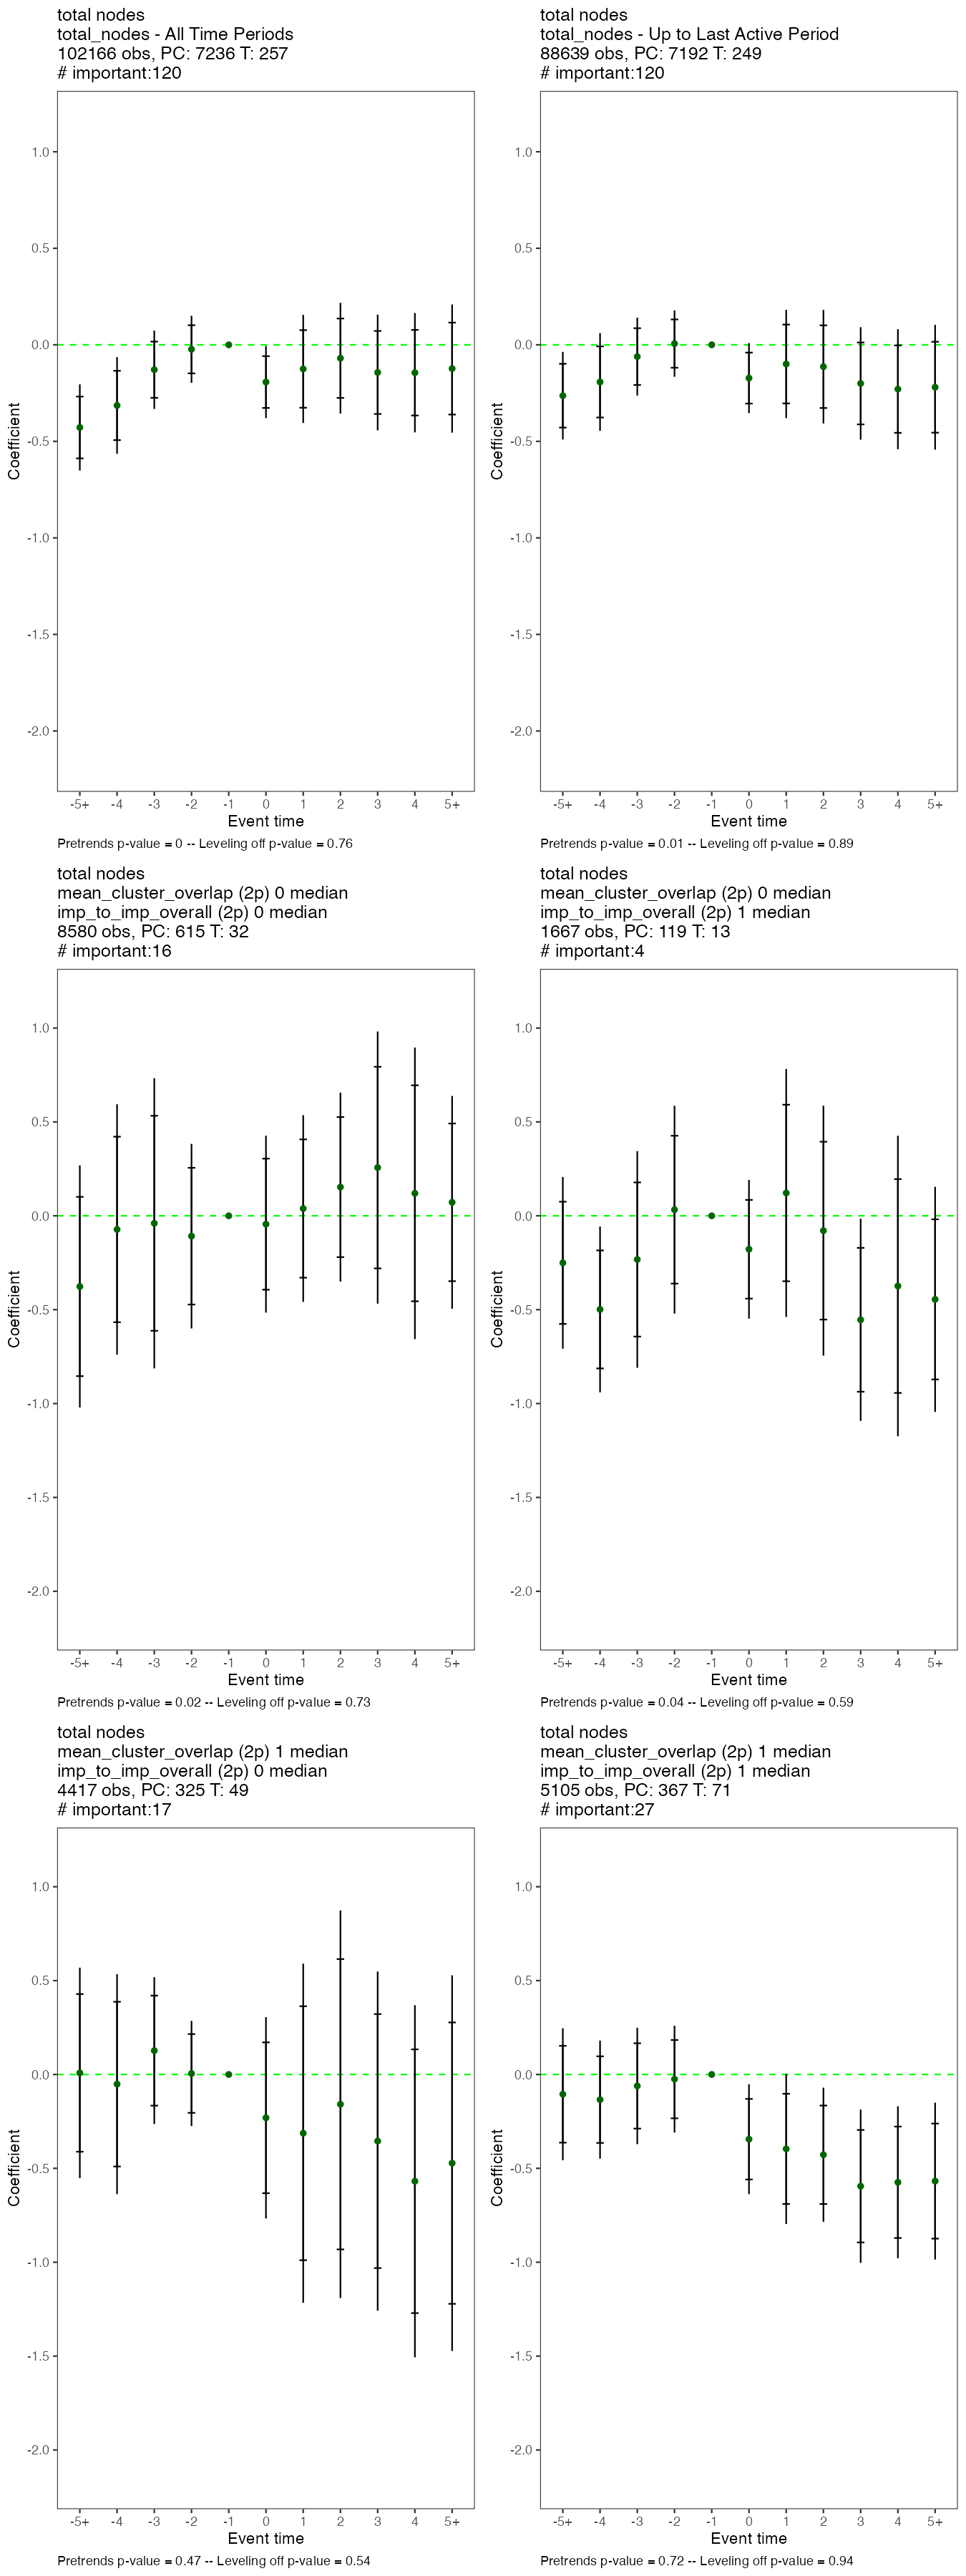 total nodes
total_nodes - All Time Periods
102166 obs, PC: 7236 T: 257
# important:120
1.0
0.5
0.0
-0.5
-1.0
-1.5
-2.0
Coefficient
-5+ -4 -3 -2 -1 0 1 2 3 4 5+
Event time
Pretrends p-value = 0 -- Leveling off p-value = 0.76
total nodes
total_nodes - Up to Last Active Period
88639 obs, PC: 7192 T: 249
# important:120
1.0
0.5
0.0
-0.5
-1.0
-1.5
-2.0
Coefficient
-5+ -4 -3 -2 -1 0 1 2 3 4 5+
Event time
Pretrends p-value = 0.01 -- Leveling off p-value = 0.89
total nodes
mean_cluster_overlap (2p) 0 median
imp_to_imp_overall (2p) 0 median
8580 obs, PC: 615 T: 32
# important:16
1.0
0.5
0.0
-0.5
-1.0
-1.5
-2.0
Coefficient
-5+ -4 -3 -2 -1 0 1 2 3 4 5+
Event time
Pretrends p-value = 0.02 -- Leveling off p-value = 0.73
total nodes
mean_cluster_overlap (2p) 0 median
imp_to_imp_overall (2p) 1 median
1667 obs, PC: 119 T: 13
# important:4
1.0
0.5
0.0
-0.5
-1.0
-1.5
-2.0
Coefficient
-5+ -4 -3 -2 -1 0 1 2 3 4 5+
Event time
Pretrends p-value = 0.04 -- Leveling off p-value = 0.59
total nodes
mean_cluster_overlap (2p) 1 median
imp_to_imp_overall (2p) 0 median
4417 obs, PC: 325 T: 49
# important:17
1.0
0.5
0.0
-0.5
-1.0
-1.5
-2.0
Coefficient
-5+ -4 -3 -2 -1 0 1 2 3 4 5+
Event time
Pretrends p-value = 0.47 -- Leveling off p-value = 0.54
total nodes
mean_cluster_overlap (2p) 1 median
imp_to_imp_overall (2p) 1 median
5105 obs, PC: 367 T: 71
# important:27
1.0
0.5
0.0
-0.5
-1.0
-1.5
-2.0
Coefficient
-5+ -4 -3 -2 -1 0 1 2 3 4 5+
Event time
Pretrends p-value = 0.72 -- Leveling off p-value = 0.94